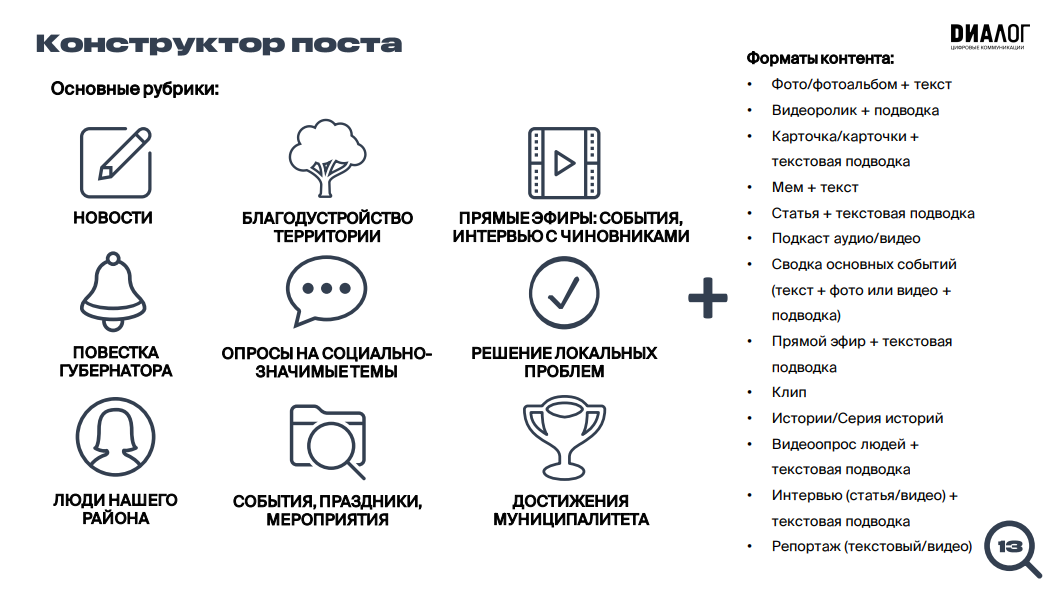 Конструктор поста
DИАЛОГ
ЦИФРОВЫЕ КОММУНИКАЦИИ
Основные рубрики:
НОВОСТИ
БЛАГОДУСТРОЙСТВО
ТЕРРИТОРИИ
ПРЯМЫЕ ЭФИРЫ: СОБЫТИЯ,
ИНТЕРВЬЮ С ЧИНОВНИКАМИ
ПОВЕСТКА
ГУБЕРНАТОРА
ОПРОСЫ НА СОЦИАЛЬНО-
ЗНАЧИМЫЕ ТЕМЫ
РЕШЕНИЕ ЛОКАЛЬНЫХ
ПРОБЛЕМ
ЛЮДИ НАШЕГО
РАЙОНА
СОБЫТИЯ, ПРАЗДНИКИ,
МЕРОПРИЯТИЯ
ДОСТИЖЕНИЯ
МУНИЦИПАЛИТЕТА
+
Форматы контента:
• Фото/фотоальбом + текст
• Видеоролик + подводка
• Карточка/карточки +
текстовая подводка
• Мем + текст
• Статья + текстовая подводка
• Подкаст аудио/видео
• Сводка основных событий
(текст + фото или видео +
подводка)
• Прямой эфир + текстовая
подводка
• Клип
• Истории/Серия историй
• Видеоопрос людей +
текстовая подводка
• Интервью (статья/видео) +
текстовая подводка
• Репортаж (текстовый/видео)
13